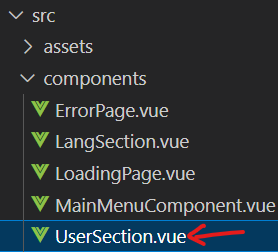 src
assets
components
ErrorPage.vue
LangSection.vue
LoadingPage.vue
MainMenuComponent.vue
UserSection.vue